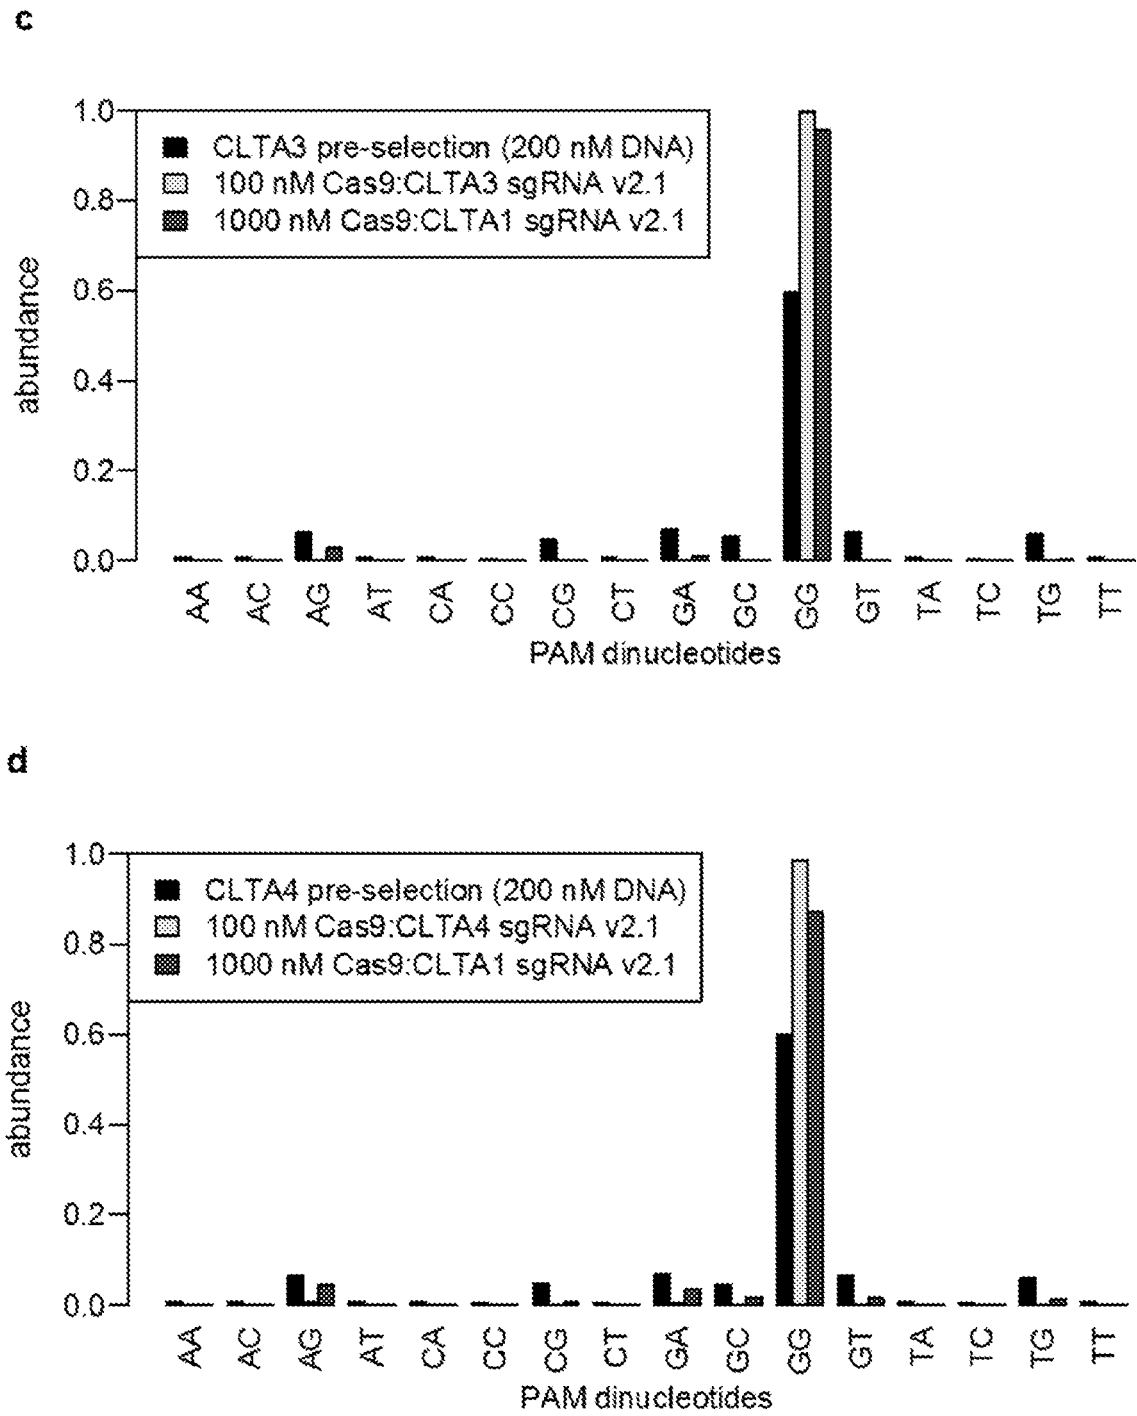 c
1.0
CLTA3 pre-selection (200 nM DNA)
100 nM Cas9:CLTA3 sgRNA v2.1
0.8
1000 nM Cas9:CLTA1 sgRNA v2.1
0.6
abundance
0.4
0.2
0.0
AA AC AG AT CA CC CG CT GA GC GG GT TA TC TG TT
PAM dinucleotides
d
1.0
CLTA4 pre-selection (200 nM DNA)
100 nM Cas9:CLTA4 sgRNA v2.1
0.8
1000 nM Cas9:CLTA1 sgRNA v2.1
0.6
abundance
0.4
0.2
0.0
AA AC AG AT CA CC CG CT GA GC GG GT TA TC TG TT
PAM dinucleotides